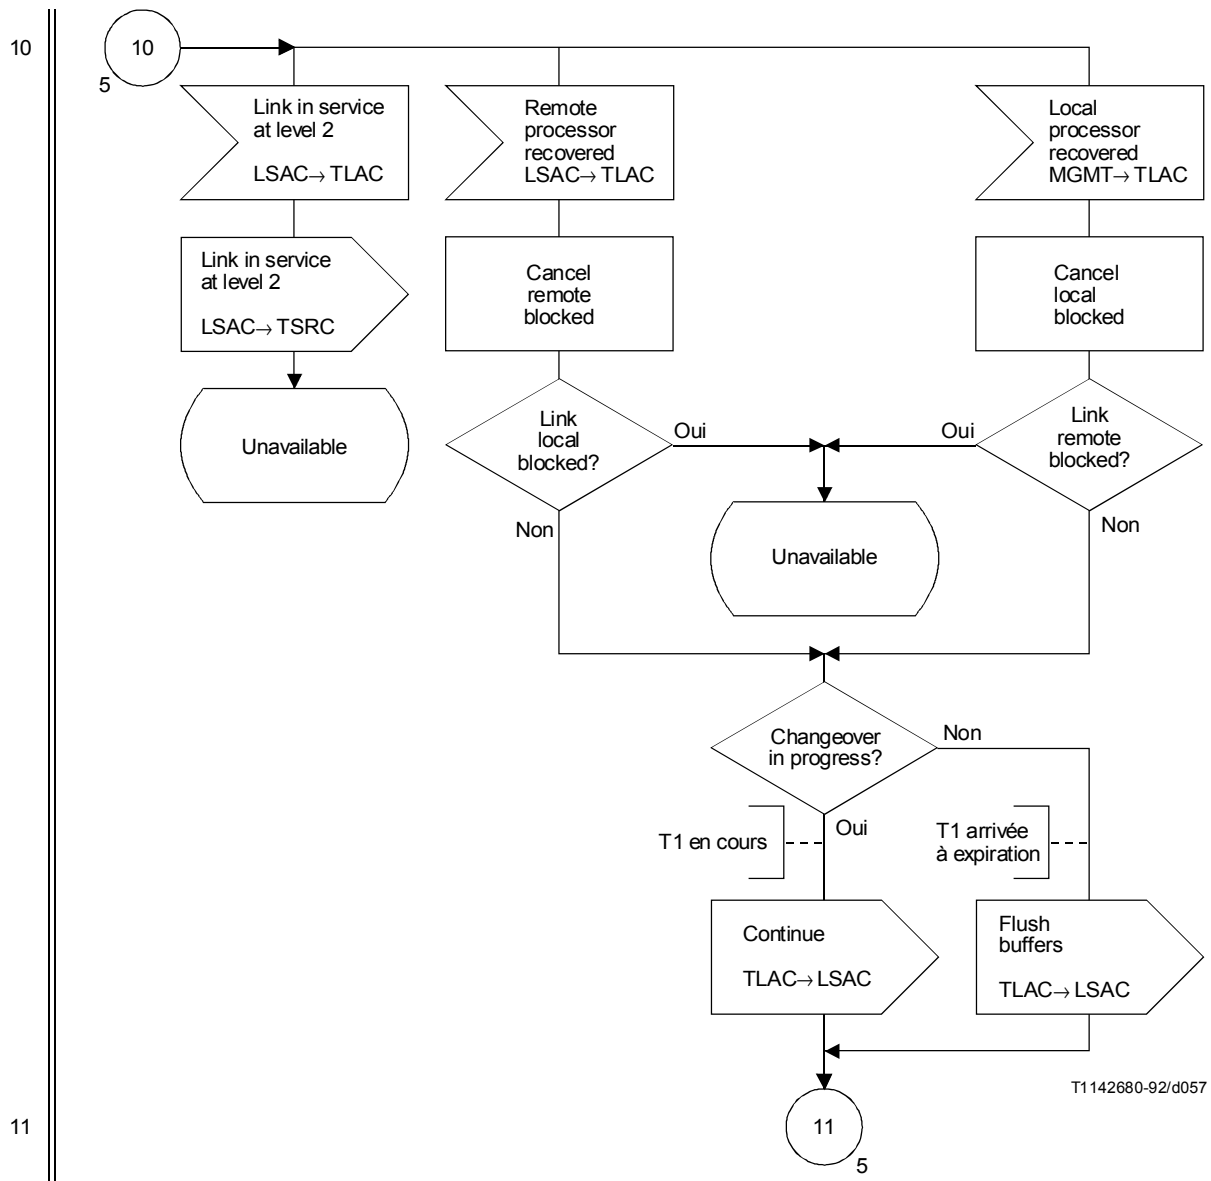 10
10
5
Link in service
at level 2
LSAC→TLAC
Remote
processor
recovered
LSAC→TLAC
Local
processor
recovered
MGMT→TLAC
Link in service
at level 2
LSAC→TSRC
Cancel
remote
blocked
Cancel
local
blocked
Unavailable
Link
local
blocked?
Oui
Non
Oui
Link
remote
blocked?
Non
Unavailable
Changeover
in progress?
Non
Oui
T1 en cours
T1 arrivée
à expiration
Continue
TLAC→LSAC
Flush
buffers
TLAC→LSAC
T1142680-92/d057
11
11
5